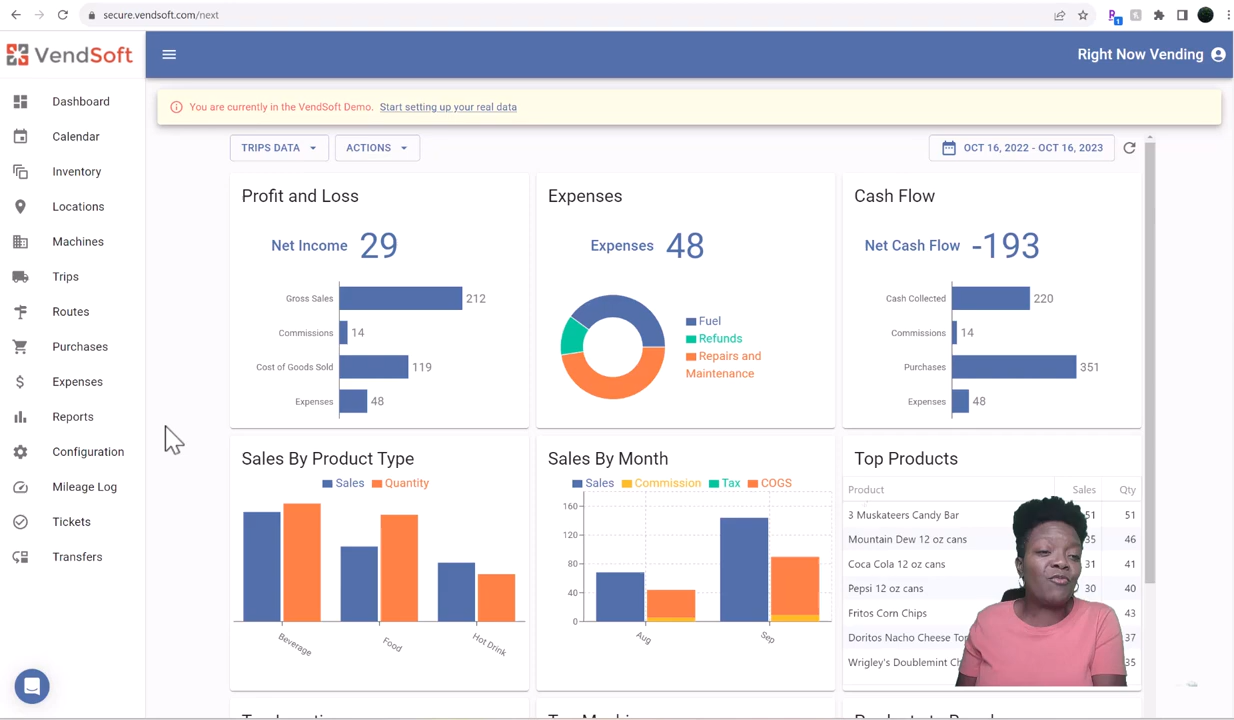 secure.vendsoft.com/next
VendSoft
Right Now Vending
Dashboard
Calendar
Inventory
Locations
Machines
Trips
Routes
Purchases
Expenses
Reports
Configuration
Mileage Log
Tickets
Transfers
You are currently in the VendSoft Demo. Start setting up your real data
TRIPS DATA
ACTIONS
OCT 16, 2022 - OCT 16, 2023
Profit and Loss
Net Income 29
Gross Sales 212
Commissions 14
Cost of Goods Sold 119
Expenses 48
Expenses
Expenses 48
Fuel
Refunds
Repairs and
Maintenance
Cash Flow
Net Cash Flow -193
Cash Collected 220
Commissions 14
Purchases 351
Expenses 48
Sales By Product Type
Sales Quantity
Beverage
Food
Hot Drink
Sales By Month
Sales Commission Tax COGS
160
120
80
40
0
Aug
Sep
Top Products
Product Sales Qty
3 Muskateers Candy Bar 51 51
Mountain Dew 12 oz cans 35 46
Coca Cola 12 oz cans 31 41
Pepsi 12 oz cans 30 40
Fritos Corn Chips 43
Doritos Nacho Cheese 37
Wrigley's Doublemint 35